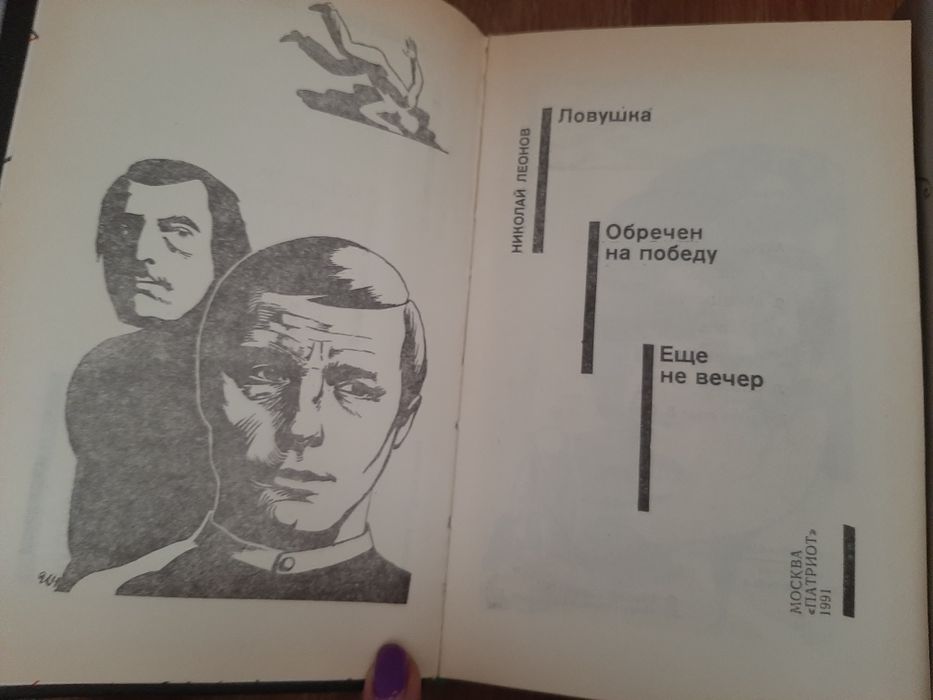 НИКОЛАЙ ЛЕОНОВ
Ловушка
Обречен
на победу
Еще
не вечер
МОСКВА
«ПАТРИОТ»
1991